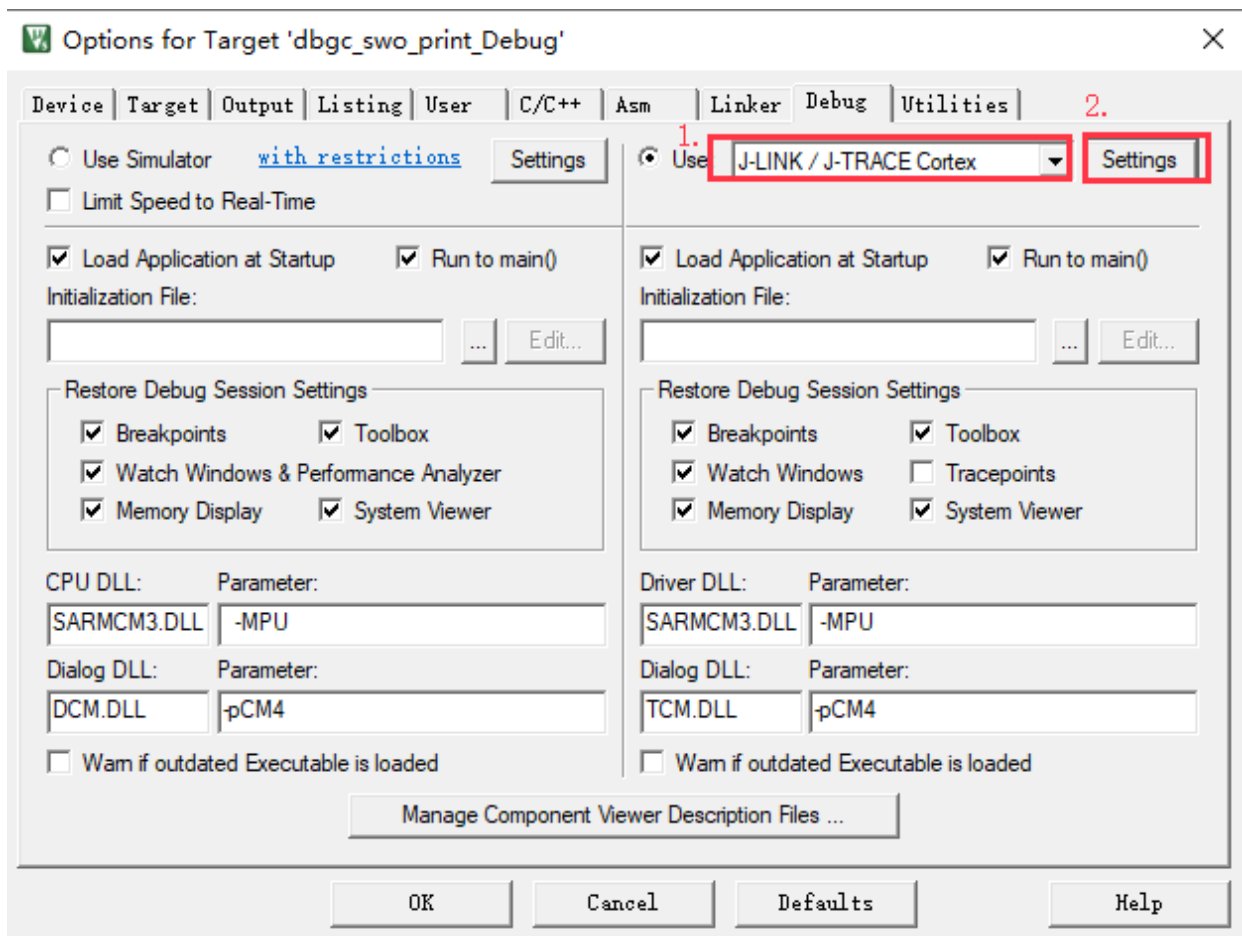 Options for Target 'dbgc_swo_print_Debug'
Device Target Output Listing User C/C++ Asm Linker Debug Utilities
1. 2.
Use Simulator with restrictions Settings Use J-LINK / J-TRACE Cortex Settings
Limit Speed to Real-Time
Load Application at Startup Run to main() Load Application at Startup Run to main()
Initialization File: Initialization File:
... Edit... ... Edit...
Restore Debug Session Settings Restore Debug Session Settings
Breakpoints Toolbox Breakpoints Toolbox
Watch Windows & Performance Analyzer Watch Windows Tracepoints
Memory Display System Viewer Memory Display System Viewer
CPU DLL: Parameter: Driver DLL: Parameter:
SARMCM3.DLL -MPU SARMCM3.DLL -MPU
Dialog DLL: Parameter: Dialog DLL: Parameter:
DCM.DLL -pCM4 TCM.DLL -pCM4
Warn if outdated Executable is loaded Warn if outdated Executable is loaded
Manage Component Viewer Description Files ...
OK Cancel Defaults Help